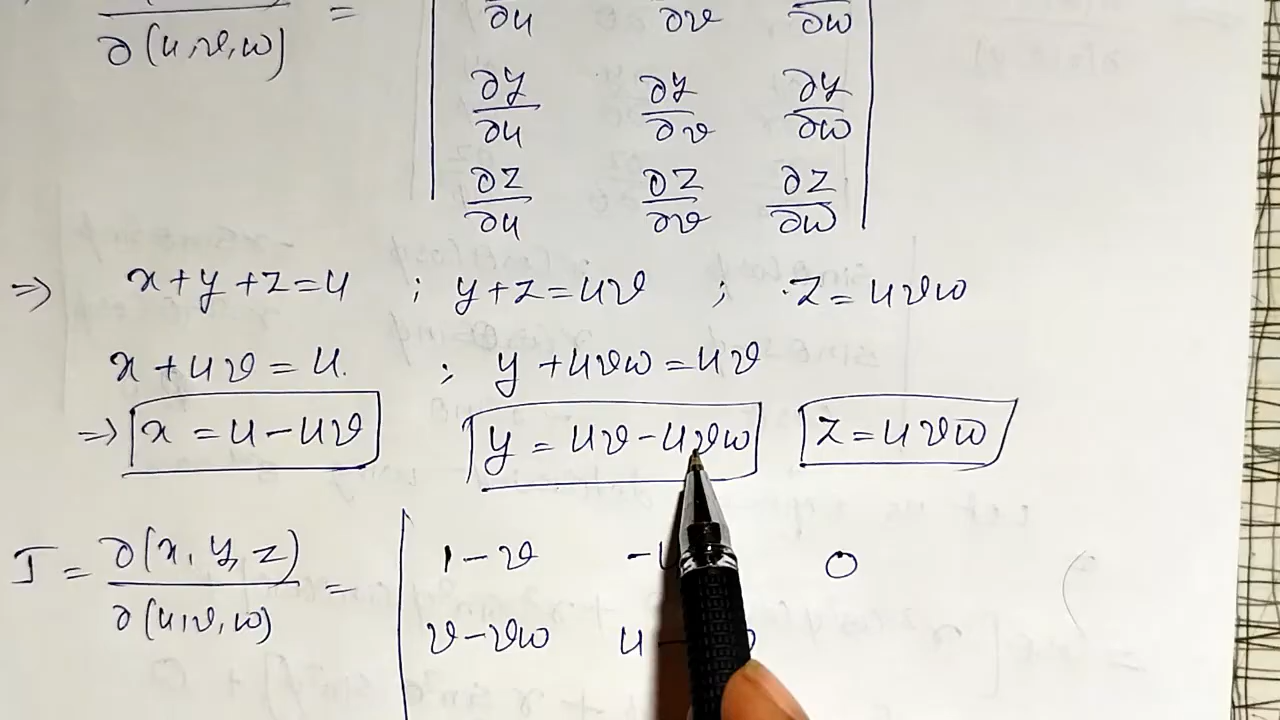 ∂(u,v,w) = ∂u ∂v ∂w
∂y/∂u ∂y/∂v ∂y/∂w
∂z/∂u ∂z/∂v ∂z/∂w
⇒ x+y+z=u ; y+z=uv ; z=uvw
x+uv=u. ; y+uvw=uv
⇒ x=u-uv y=uv-uvw z=uvw
J = ∂(x,y,z)/∂(u,v,w) = | 1-v - 0
v-vw u